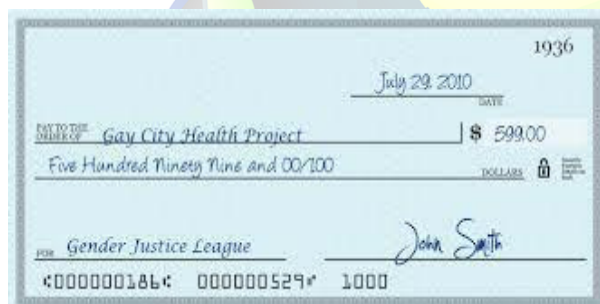 1936
July 29, 2010
DATE
PAY TO THE
ORDER OF Gay City Health Project $ 599.00
Five Hundred Ninety Nine and 00/100 DOLLARS
FOR Gender Justice League John Smith
⑆000000186⑆ 000000529⑈ 1000